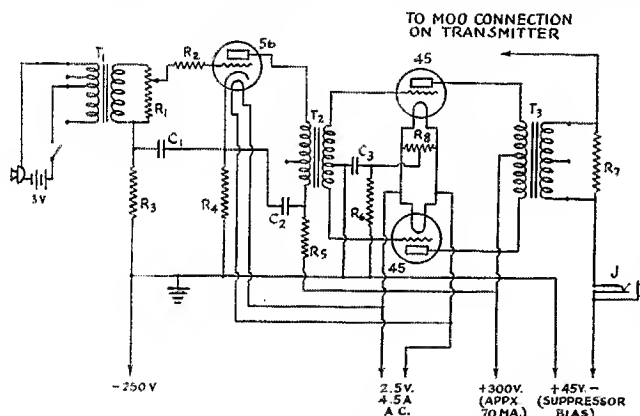 TO MOD CONNECTION
ON TRANSMITTER
T1
R2
56
45
R1
T2
R8
T3
C1
C3
R7
3V
R3
R4
C2
R5
R6
45
J
-250V
2.5V.
4.5A
A C.
+300V.
(APPX
70 MA.)
+45V.-
(SUPPRESSOR
BIAS)